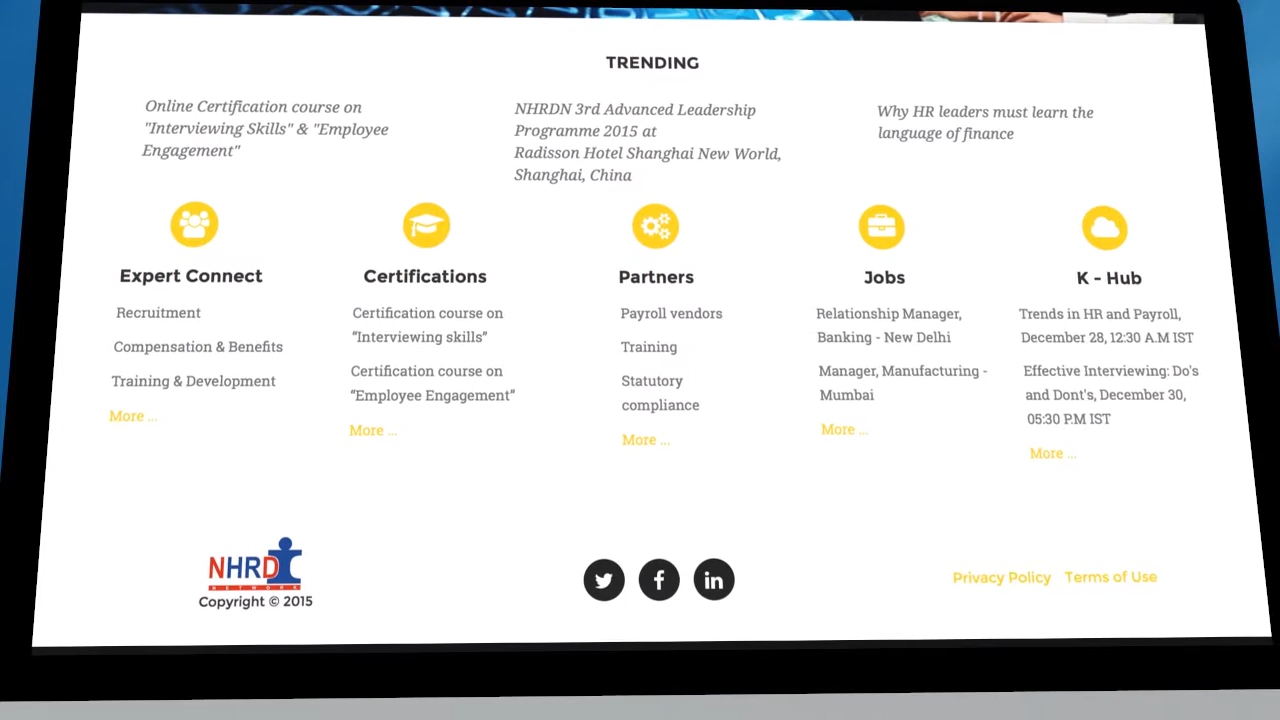 TRENDING
Online Certification course on
"Interviewing Skills" & "Employee
Engagement"
NHRDN 3rd Advanced Leadership
Programme 2015 at
Radisson Hotel Shanghai New World,
Shanghai, China
Why HR leaders must learn the
language of finance
Expert Connect
Recruitment
Compensation & Benefits
Training & Development
More ...
Certifications
Certification course on
“Interviewing skills”
Certification course on
“Employee Engagement”
More ...
Partners
Payroll vendors
Training
Statutory
compliance
More ...
Jobs
Relationship Manager,
Banking - New Delhi
Manager, Manufacturing -
Mumbai
More ...
K - Hub
Trends in HR and Payroll,
December 28, 12:30 A.M IST
Effective Interviewing: Do's
and Dont's, December 30,
05:30 P.M IST
More ...
NHRD
NETWORK
Copyright © 2015
Privacy Policy Terms of Use